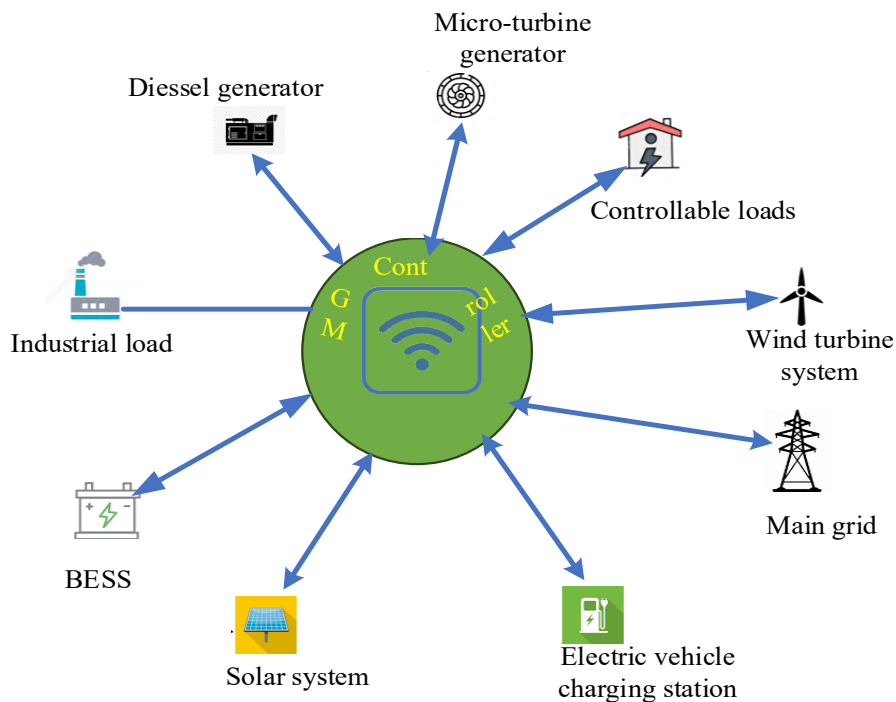 Micro-turbine
generator
Diessel generator
Controllable loads
Cont
G
M
rol
ler
Industrial load
Wind turbine
system
Main grid
BESS
Solar system
Electric vehicle
charging station